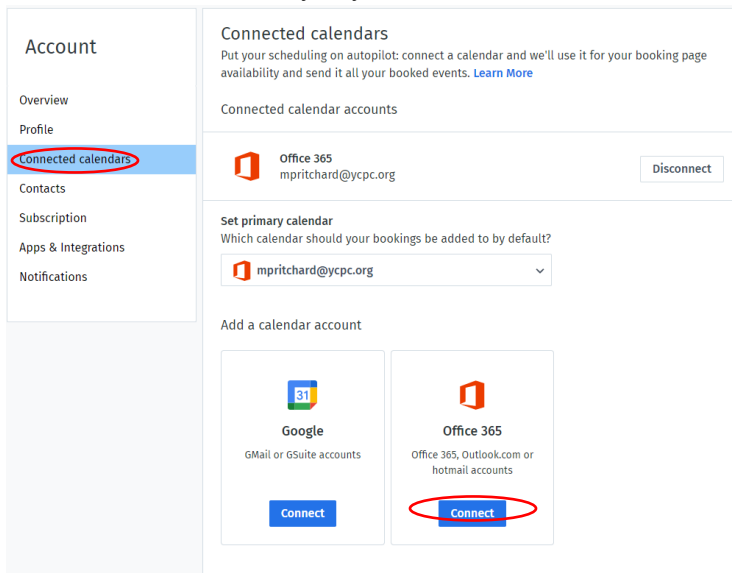 Account
Overview
Profile
Connected calendars
Contacts
Subscription
Apps & Integrations
Notifications
Connected calendars
Put your scheduling on autopilot: connect a calendar and we'll use it for your booking page
availability and send it all your booked events. Learn More
Connected calendar accounts
Office 365
mpritchard@ycpc.org
Disconnect
Set primary calendar
Which calendar should your bookings be added to by default?
mpritchard@ycpc.org
Add a calendar account
31
Google
GMail or GSuite accounts
Connect
Office 365
Office 365, Outlook.com or
hotmail accounts
Connect